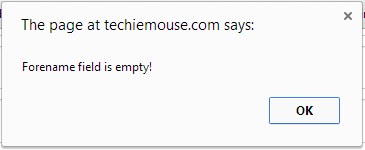 The page at techiemouse.com says:
Forename field is empty!
OK